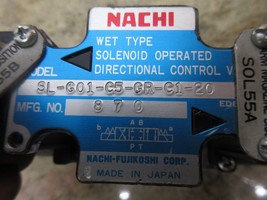 NACHI
WET TYPE
SOLENOID OPERATED
DIRECTIONAL CONTROL V
MODEL SL-G01-C5-GR-C1-20
MFG. NO. 870
A B
P T
NACHI-FUJIKOSHI CORP.
MADE IN JAPAN
SOL55A